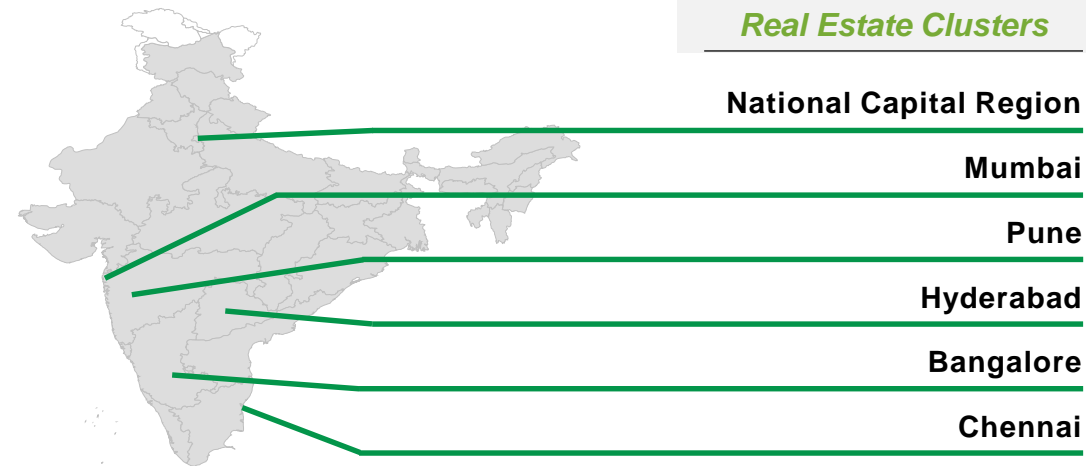 Real Estate Clusters
National Capital Region
Mumbai
Pune
Hyderabad
Bangalore
Chennai